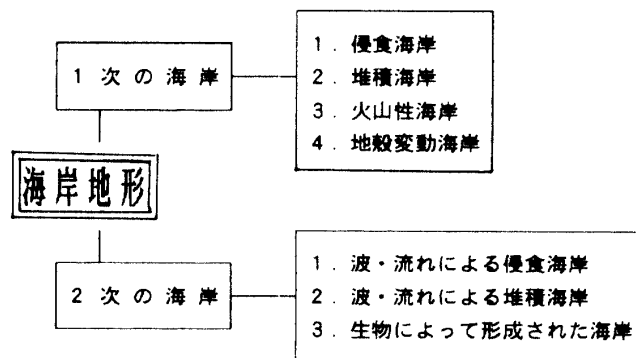 1次の海岸
1. 侵食海岸
2. 堆積海岸
3. 火山性海岸
4. 地殻変動海岸
海岸地形
2次の海岸
1. 波・流れによる侵食海岸
2. 波・流れによる堆積海岸
3. 生物によって形成された海岸